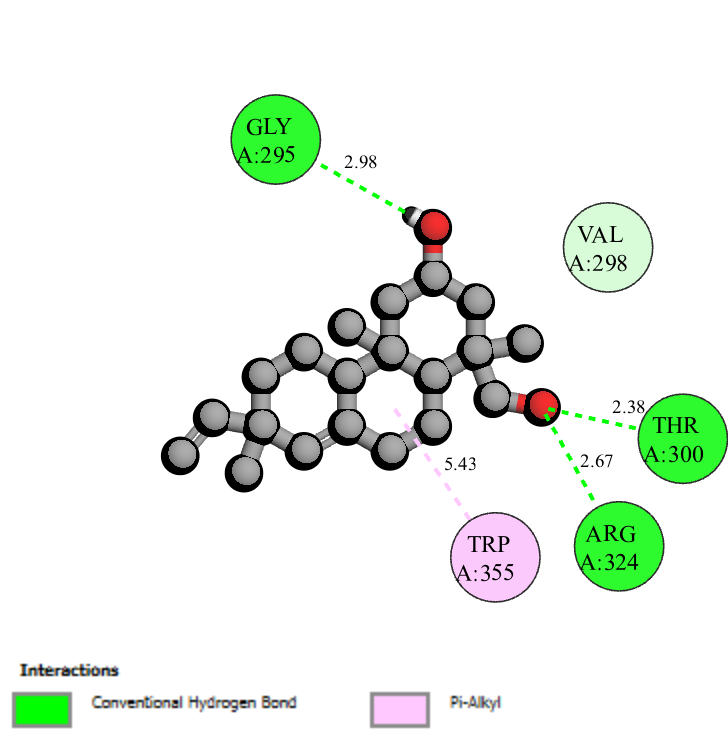 GLY
A:295
2.98
VAL
A:298
2.38
THR
A:300
2.67
5.43
ARG
A:324
TRP
A:355
Interactions
Conventional Hydrogen Bond
Pi-Alkyl